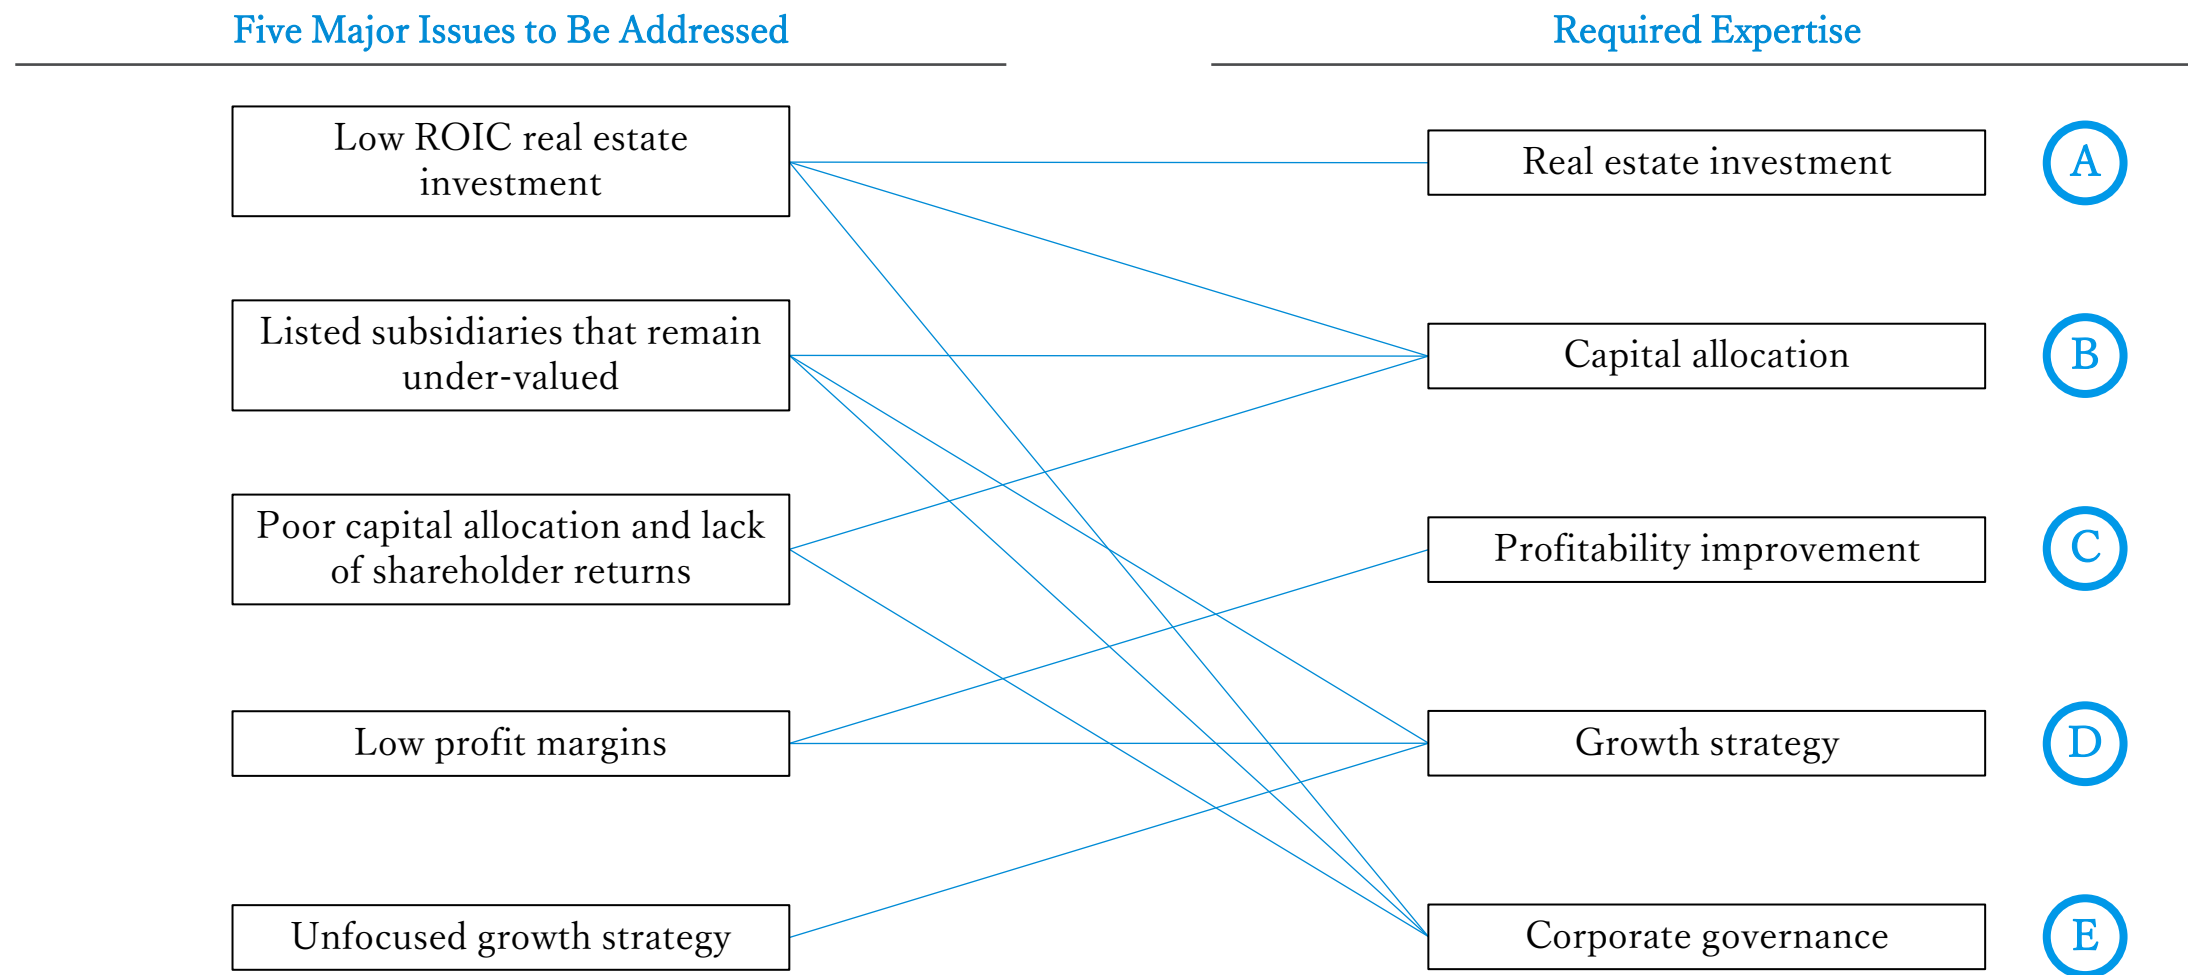 Five Major Issues to Be Addressed
Required Expertise
Low ROIC real estate
investment
Real estate investment
A
Listed subsidiaries that remain
under-valued
Capital allocation
B
Poor capital allocation and lack
of shareholder returns
Profitability improvement
C
Low profit margins
Growth strategy
D
Unfocused growth strategy
Corporate governance
E